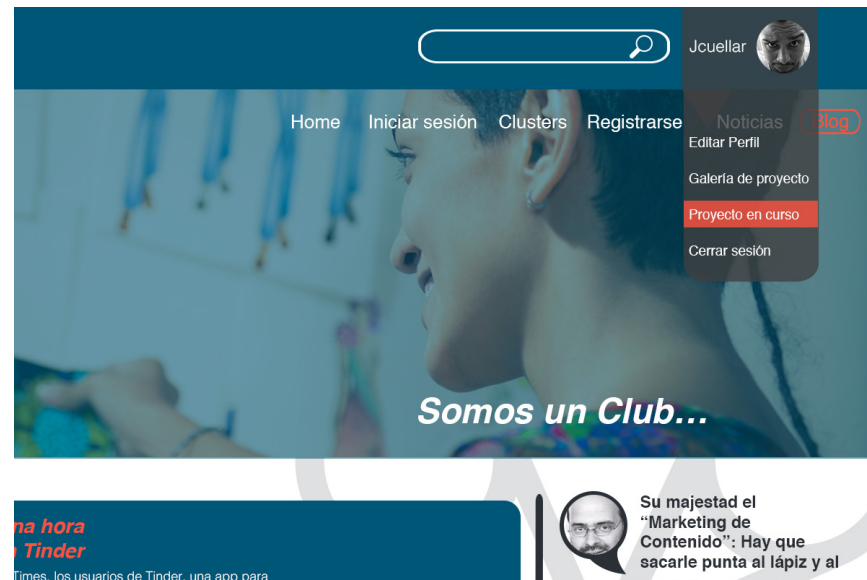 Jcuellar
Home Iniciar sesión Clusters Registrarse Noticias Blog
Editar Perfil
Galería de proyecto
Proyecto en curso
Cerrar sesión
Somos un Club...
na hora
Tinder
Times, los usuarios de Tinder, una app para
Su majestad el
“Marketing de
Contenido”: Hay que
sacarle punta al lápiz y al